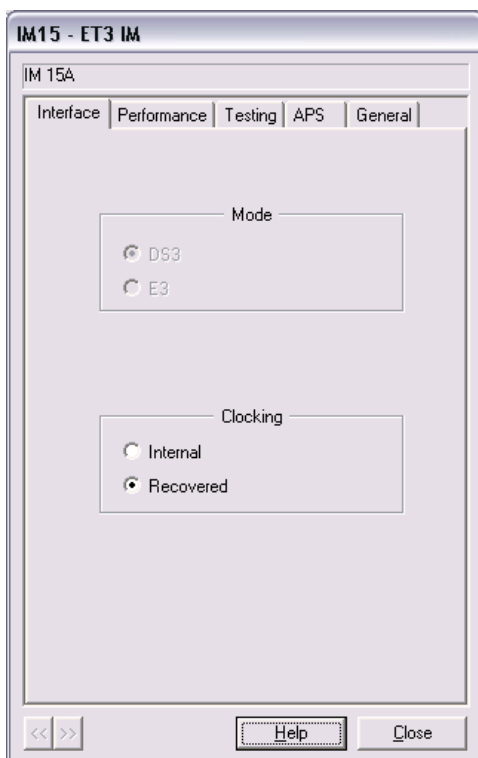 IM15 - ET3 IM
IM 15A
Interface Performance Testing APS General
Mode
DS3
E3
Clocking
Internal
Recovered
<< >> Help Close